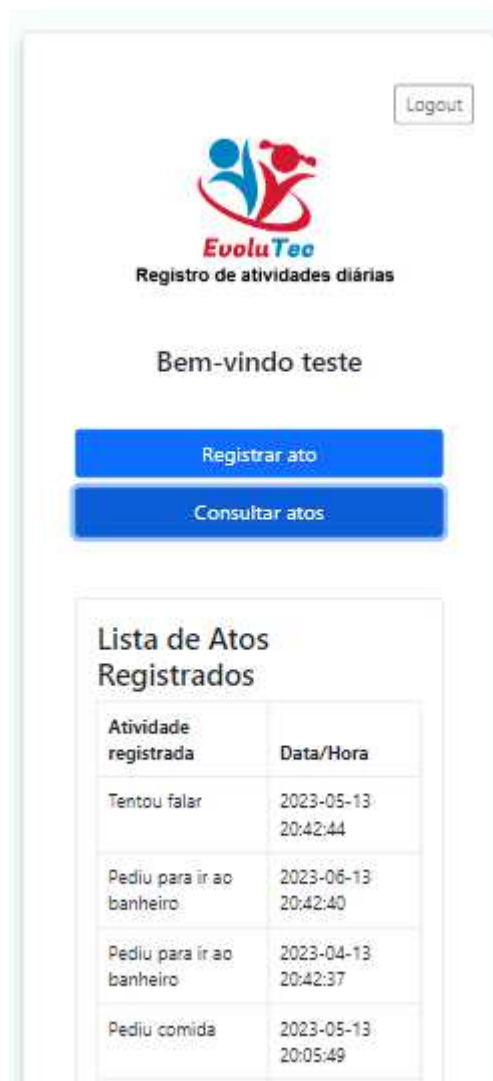 Logout
EvoluTec
Registro de atividades diárias
Bem-vindo teste
Registrar ato
Consultar atos
Lista de Atos
Registrados
Atividade
registrada
Data/Hora
Tentou falar
2023-05-13
20:42:44
Pediu para ir ao
banheiro
2023-06-13
20:42:40
Pediu para ir ao
banheiro
2023-04-13
20:42:37
Pediu comida
2023-05-13
20:05:49